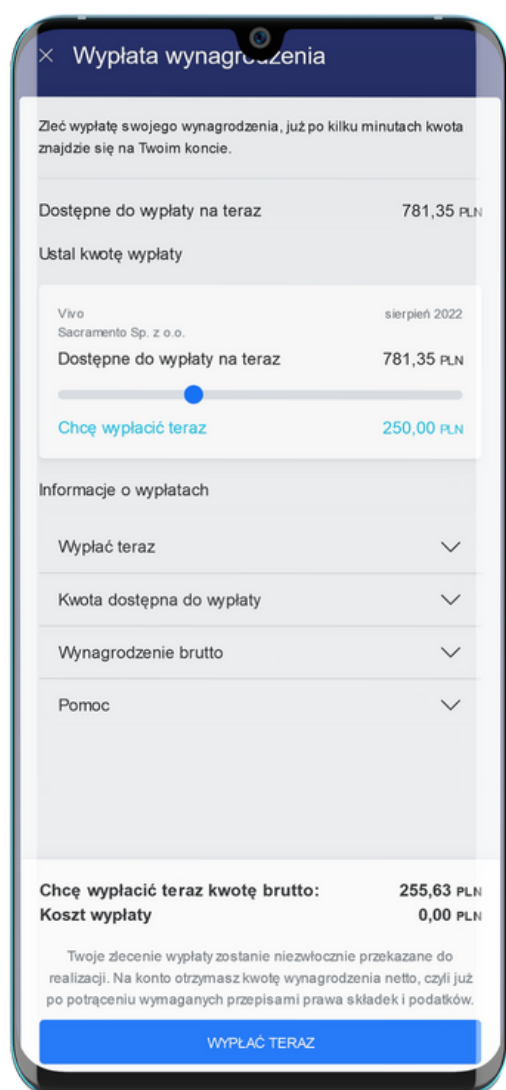 × Wypłata wynagrodzenia
Zleć wypłatę swojego wynagrodzenia, już po kilku minutach kwota
znajdzie się na Twoim koncie.
Dostępne do wypłaty na teraz 781,35 PLN
Ustal kwotę wypłaty
Vivo sierpień 2022
Sacramento Sp. z o.o.
Dostępne do wypłaty na teraz 781,35 PLN
Chcę wypłacić teraz 250,00 PLN
Informacje o wypłatach
Wypłać teraz
Kwota dostępna do wypłaty
Wynagrodzenie brutto
Pomoc
Chcę wypłacić teraz kwotę brutto: 255,63 PLN
Koszt wypłaty 0,00 PLN
Twoje zlecenie wypłaty zostanie niezwłocznie przekazane do
realizacji. Na konto otrzymasz kwotę wynagrodzenia netto, czyli już
po potrąceniu wymaganych przepisami prawa składek i podatków.
WYPŁAĆ TERAZ